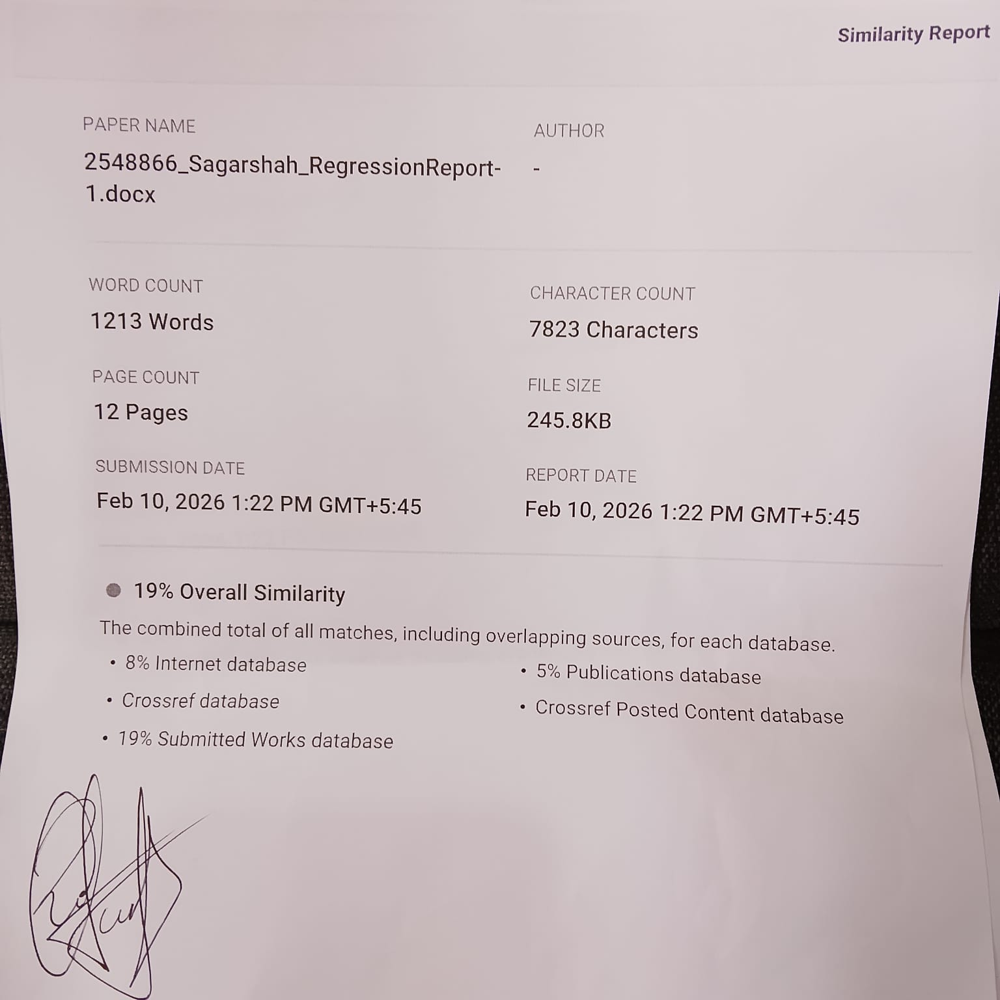 Similarity Report
PAPER NAME
2548866_Sagarshah_RegressionReport-
1.docx
AUTHOR
-
WORD COUNT
1213 Words
CHARACTER COUNT
7823 Characters
PAGE COUNT
12 Pages
FILE SIZE
245.8KB
SUBMISSION DATE
Feb 10, 2026 1:22 PM GMT+5:45
REPORT DATE
Feb 10, 2026 1:22 PM GMT+5:45
● 19% Overall Similarity
The combined total of all matches, including overlapping sources, for each database.
• 8% Internet database
• 5% Publications database
• Crossref database
• Crossref Posted Content database
• 19% Submitted Works database